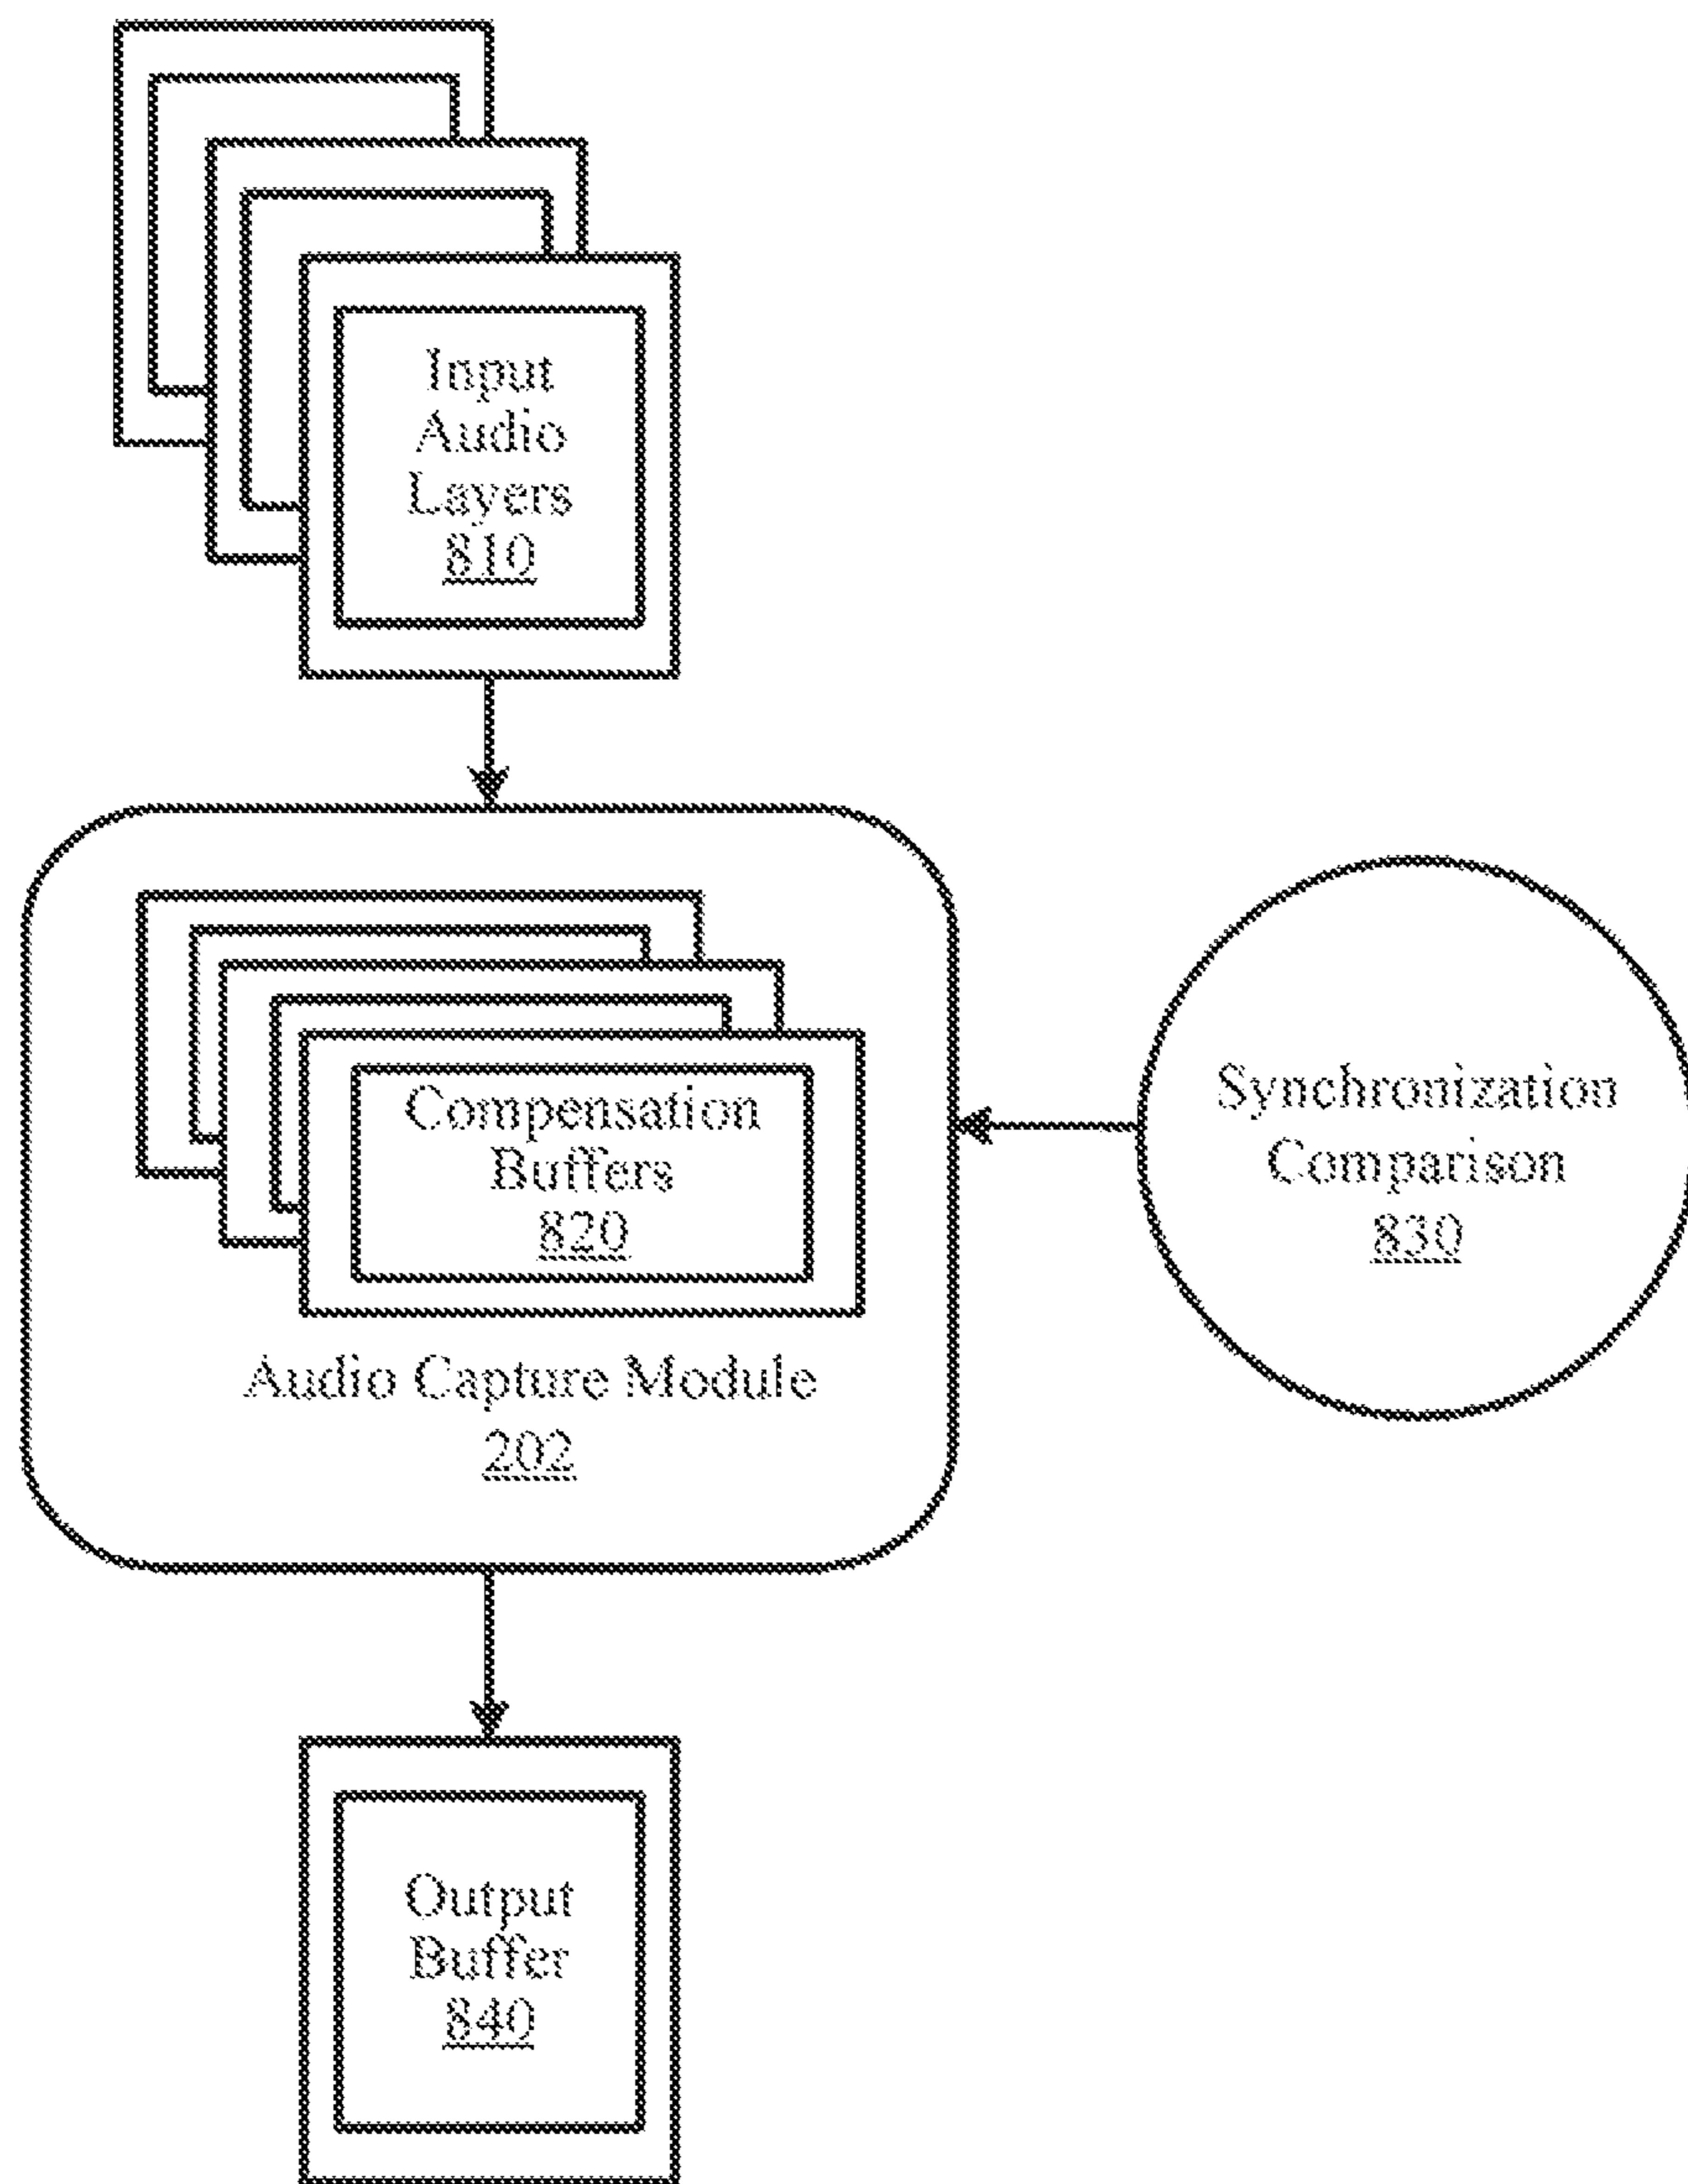 Input
Audio
Layers
810
Compensation
Buffers
820
Audio Capture Module
202
Synchronization
Comparison
830
Output
Buffer
840